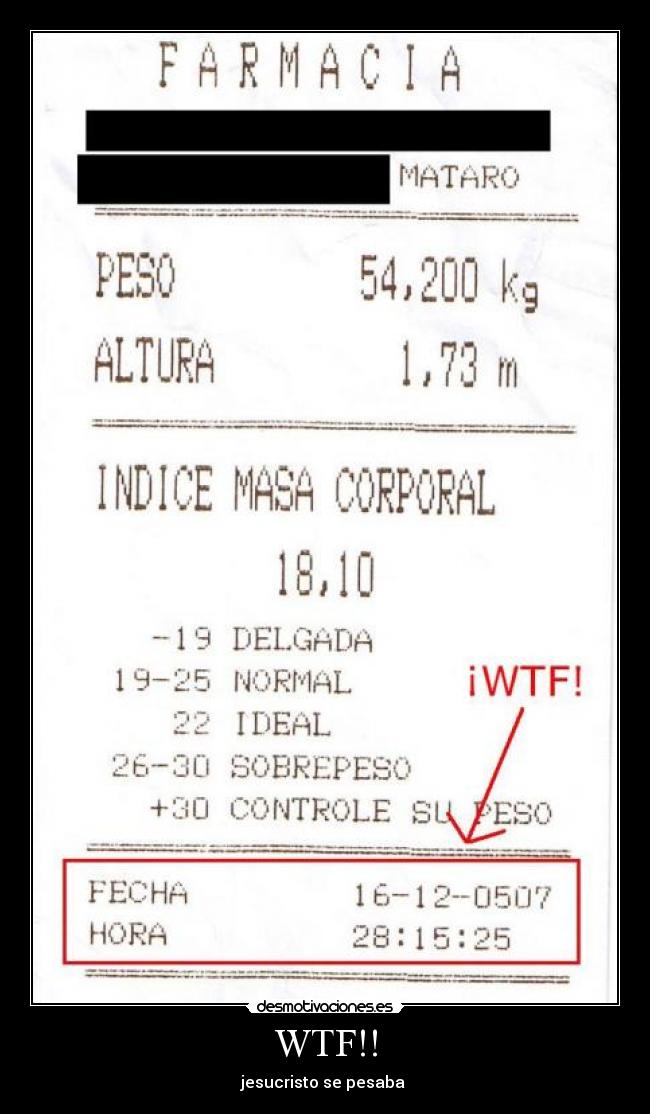 FARMACIA
MATARO
PESO 54,200 kg
ALTURA 1,73 m
INDICE MASA CORPORAL
18,10
-19 DELGADA
19-25 NORMAL
¡WTF!
22 IDEAL
26-30 SOBREPESO
+30 CONTROLE SU PESO
FECHA 16-12-0507
HORA 28:15:25
desmotivaciones.es
WTF!!
jesucristo se pesaba